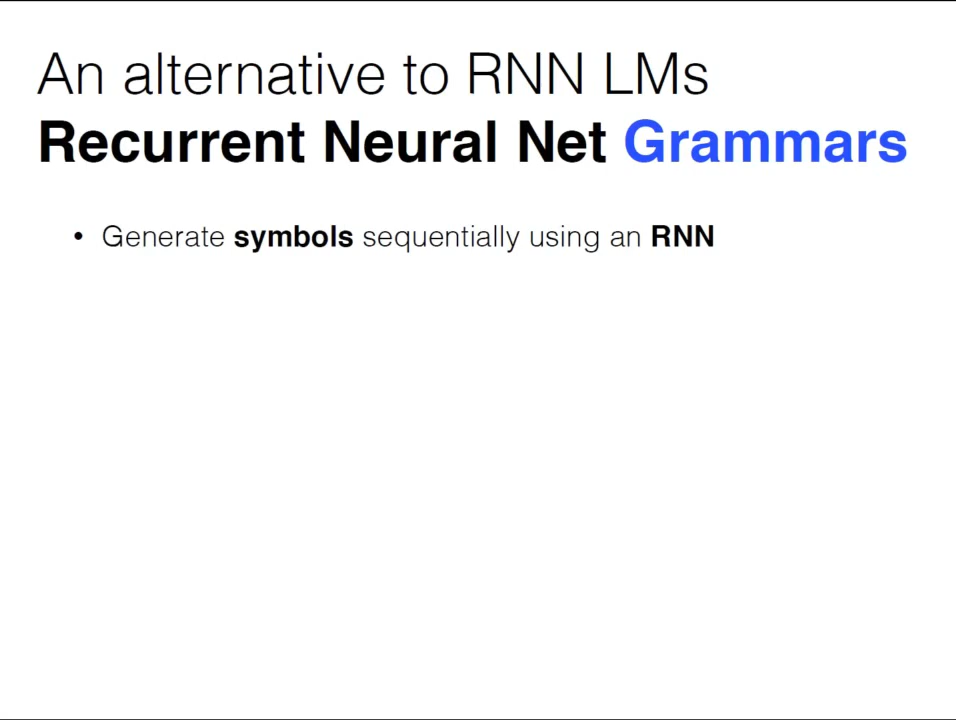 An alternative to RNN LMs
Recurrent Neural Net Grammars
• Generate symbols sequentially using an RNN